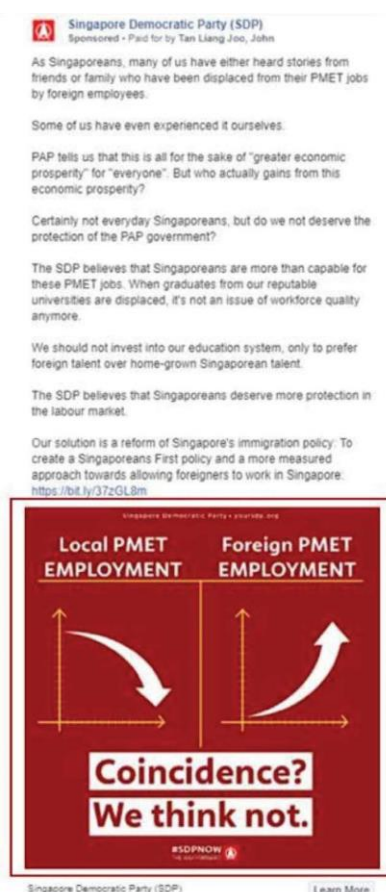 Singapore Democratic Party (SDP)
Sponsored • Paid for by Tan Liang Joo, John
As Singaporeans, many of us have either heard stories from
friends or family who have been displaced from their PMET jobs
by foreign employees.
Some of us have even experienced it ourselves.
PAP tells us that this is all for the sake of "greater economic
prosperity" for "everyone". But who actually gains from this
economic prosperity?
Certainly not everyday Singaporeans, but do we not deserve the
protection of the PAP government?
The SDP believes that Singaporeans are more than capable for
these PMET jobs. When graduates from our reputable
universities are displaced, it's not an issue of workforce quality
anymore.
We should not invest into our education system, only to prefer
foreign talent over home-grown Singaporean talent.
The SDP believes that Singaporeans deserve more protection in
the labour market.
Our solution is a reform of Singapore's immigration policy: To
create a Singaporeans First policy and a more measured
approach towards allowing foreigners to work in Singapore:
https://bit.ly/37zGL8m
Singapore Democratic Party • yoursdp.org
Local PMET
EMPLOYMENT
Foreign PMET
EMPLOYMENT
Coincidence?
We think not.
#SDPNOW
Singapore Democratic Party (SDP)
Learn More